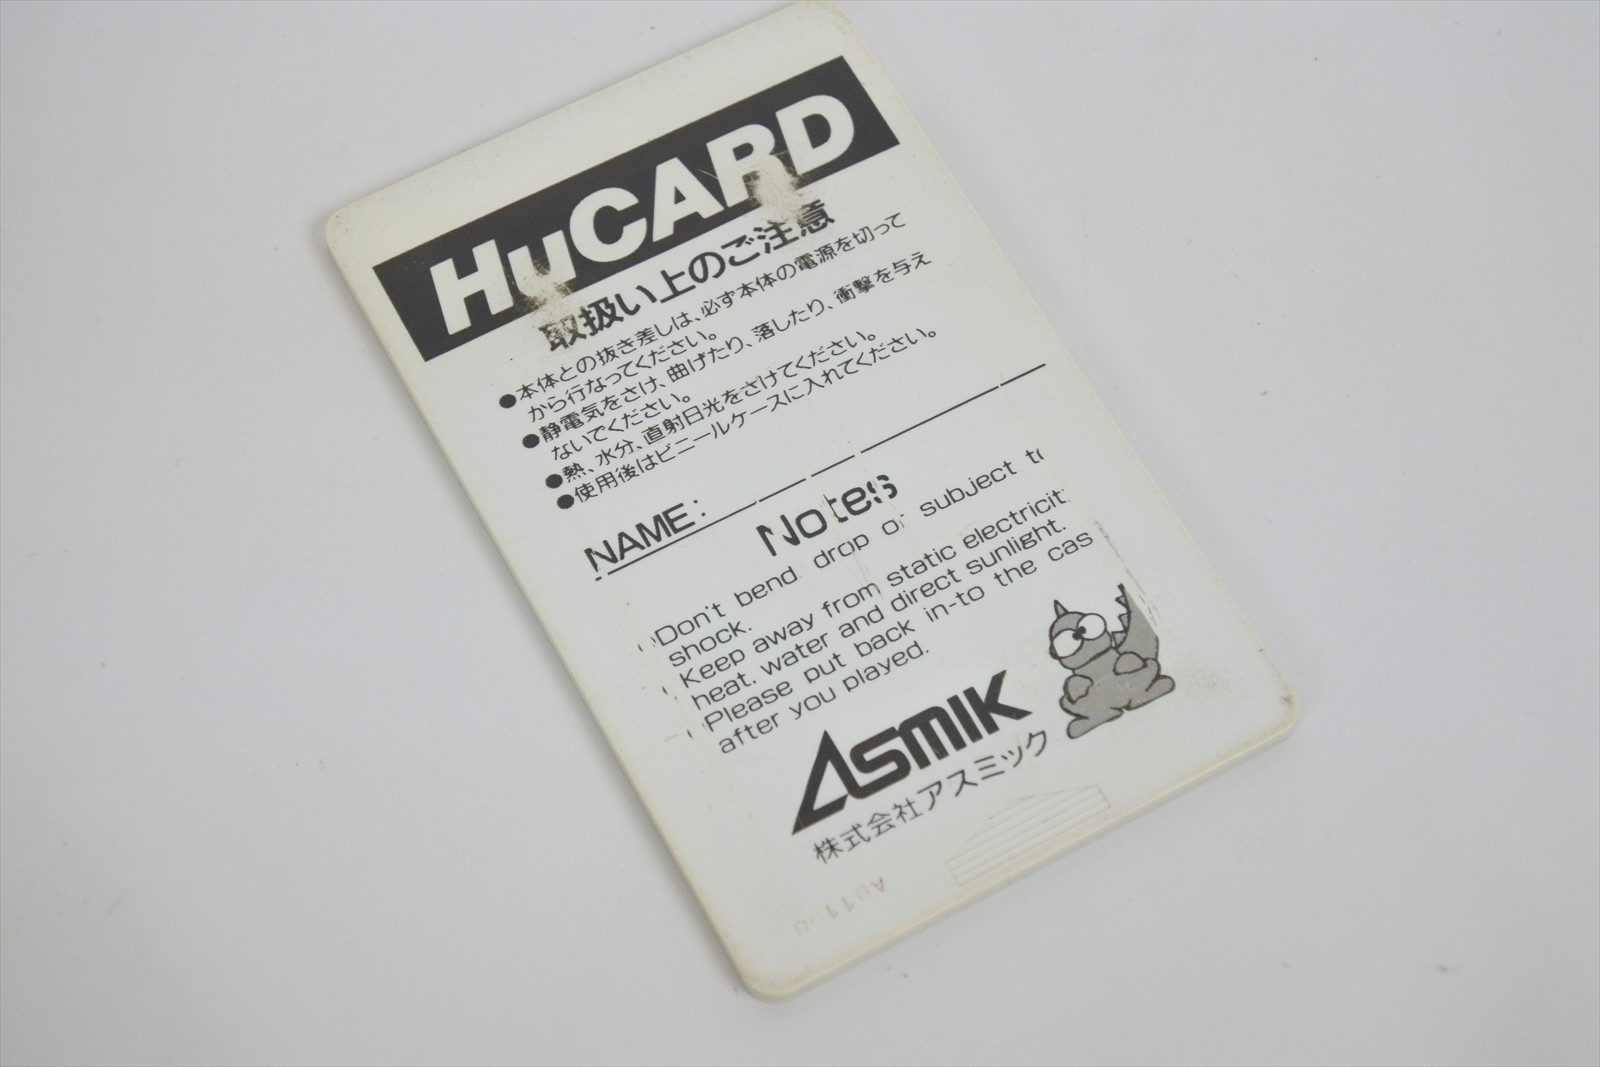 HuCARD
取扱い上のご注意
●本体との抜き差しは、必ず本体の電源を切って
から行なってください。
●静電気をさけ、曲げたり、落したり、衝撃を与え
ないでください。
●熱、水分、直射日光をさけてください。
●使用後はビニールケースに入れてください。
NAME:
Notes
Don't bend drop or subject to
shock.
Keep away from static electricit
heat. water and direct sunlight.
Please put back in-to the cas
after you played.
ASMIK
株式会社アスミック